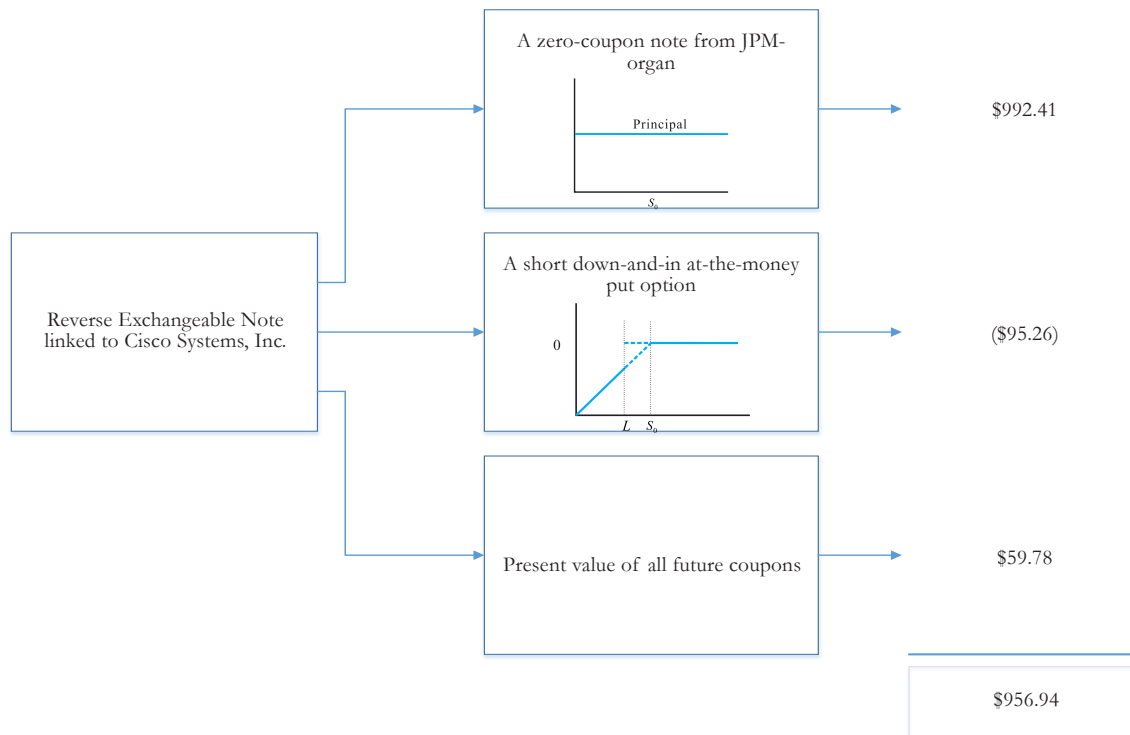 A zero-coupon note from JPM-
organ
Principal
S₀
$992.41
Reverse Exchangeable Note
linked to Cisco Systems, Inc.
A short down-and-in at-the-money
put option
0
L S₀
($95.26)
Present value of all future coupons
$59.78
$956.94